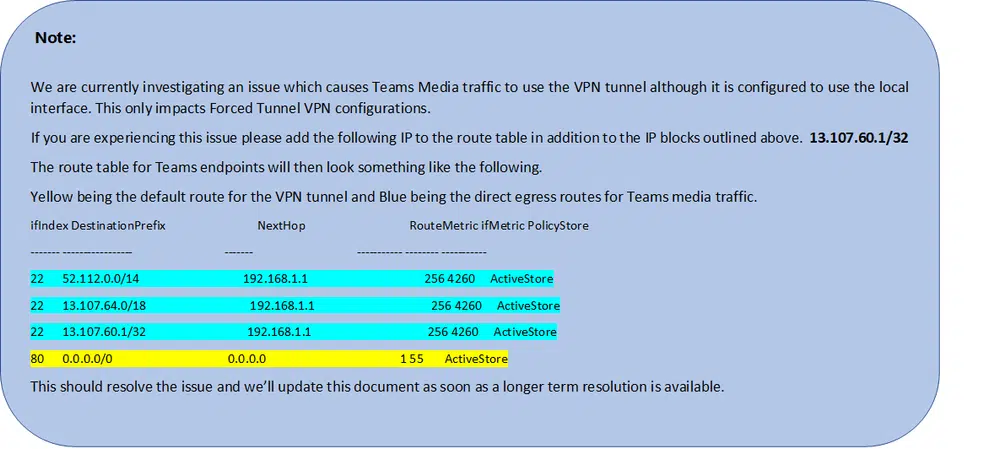 Note:
We are currently investigating an issue which causes Teams Media traffic to use the VPN tunnel although it is configured to use the local
interface. This only impacts Forced Tunnel VPN configurations.
If you are experiencing this issue please add the following IP to the route table in addition to the IP blocks outlined above. 13.107.60.1/32
The route table for Teams endpoints will then look something like the following.
Yellow being the default route for the VPN tunnel and Blue being the direct egress routes for Teams media traffic.
ifIndex DestinationPrefix NextHop RouteMetric ifMetric PolicyStore
------- ----------------- ------- ----------- -------- -----------
22 52.112.0.0/14 192.168.1.1 256 4260 ActiveStore
22 13.107.64.0/18 192.168.1.1 256 4260 ActiveStore
22 13.107.60.1/32 192.168.1.1 256 4260 ActiveStore
80 0.0.0.0/0 0.0.0.0 1 55 ActiveStore
This should resolve the issue and we’ll update this document as soon as a longer term resolution is available.